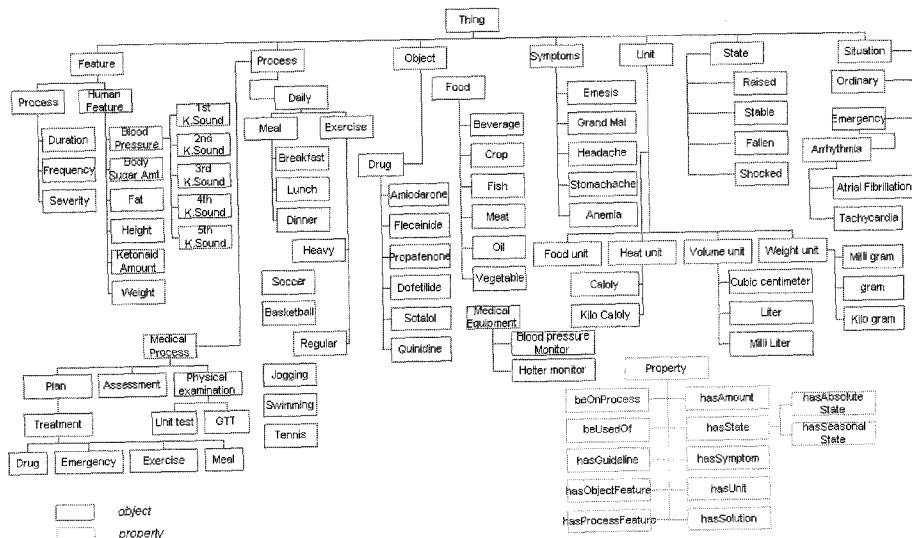 Thing
Feature
Process
Object
Symptoms
Unit
State
Situation
Process
Human
Feature
Duration
Frequency
Severity
Blood
Pressure
Body
Sugar Amt.
Fat
Height
Ketonaid
Amount
Weight
1st
K.Sound
2nd
K.Sound
3rd
K.Sound
4th
K.Sound
5th
K.Sound
Daily
Meal
Exercise
Breakfast
Lunch
Dinner
Heavy
Soccer
Basketball
Regular
Jogging
Swimming
Tennis
Medical
Process
Plan
Assessment
Physical
examination
Treatment
Unit test
GTT
Drug
Emergency
Exercise
Meal
Drug
Amiodarone
Flecainide
Propafenone
Dofetilide
Sotalol
Quinidine
Food
Beverage
Crop
Fish
Meat
Oil
Vegetable
Medical
Equipment
Blood pressure
Monitor
Holter monitor
Emesis
Grand Mal
Headache
Stomachache
Anemia
Food unit
Heat unit
Volume unit
Weight unit
Caloly
Kilo Caloly
Cubic centimeter
Liter
Milli Liter
Milli gram
gram
Kilo gram
Raised
Stable
Fallen
Shocked
Ordinary
Emergency
Arrhythmia
Atrial Fibrillation
Tachycardia
Property
beOnProcess
beUsedOf
hasGuideline
hasObjectFeature
hasProcessFeature
hasAmount
hasState
hasSymptom
hasUnit
hasSolution
hasAbsolute
State
hasSeasonal
State
object
property